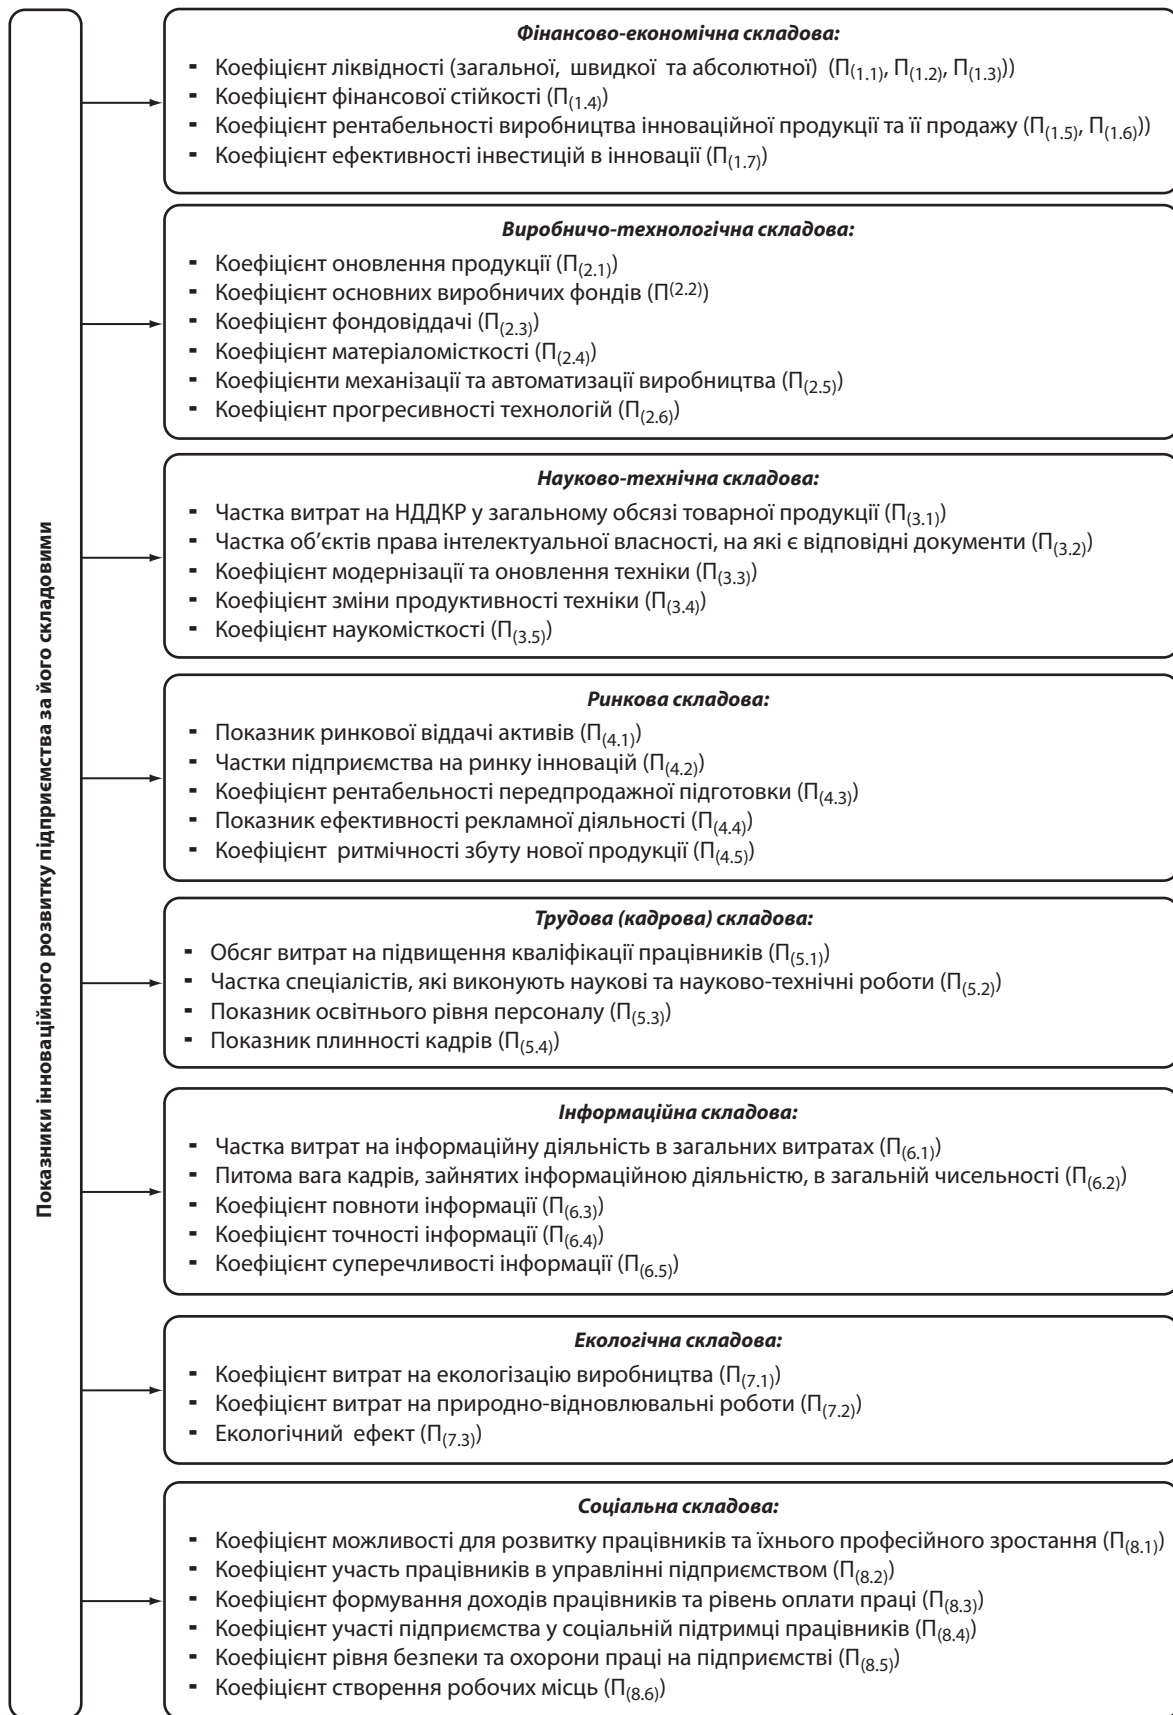 Показники інноваційного розвитку підприємства за його складовими
Фінансово-економічна складова:
- Коефіцієнт ліквідності (загальної, швидкої та абсолютної) (П(1.1), П(1.2), П(1.3)))
- Коефіцієнт фінансової стійкості (П(1.4))
- Коефіцієнт рентабельності виробництва інноваційної продукції та її продажу (П(1.5), П(1.6)))
- Коефіцієнт ефективності інвестицій в інновації (П(1.7))
Виробничо-технологічна складова:
- Коефіцієнт оновлення продукції (П(2.1))
- Коефіцієнт основних виробничих фондів (П(2.2))
- Коефіцієнт фондовіддачі (П(2.3))
- Коефіцієнт матеріаломісткості (П(2.4))
- Коефіцієнти механізації та автоматизації виробництва (П(2.5))
- Коефіцієнт прогресивності технологій (П(2.6))
Науково-технічна складова:
- Частка витрат на НДДКР у загальному обсязі товарної продукції (П(3.1))
- Частка об’єктів права інтелектуальної власності, на які є відповідні документи (П(3.2))
- Коефіцієнт модернізації та оновлення техніки (П(3.3))
- Коефіцієнт зміни продуктивності техніки (П(3.4))
- Коефіцієнт наукомісткості (П(3.5))
Ринкова складова:
- Показник ринкової віддачі активів (П(4.1))
- Частки підприємства на ринку інновацій (П(4.2))
- Коефіцієнт рентабельності передпродажної підготовки (П(4.3))
- Показник ефективності рекламної діяльності (П(4.4))
- Коефіцієнт ритмічності збуту нової продукції (П(4.5))
Трудова (кадрова) складова:
- Обсяг витрат на підвищення кваліфікації працівників (П(5.1))
- Частка спеціалістів, які виконують наукові та науково-технічні роботи (П(5.2))
- Показник освітнього рівня персоналу (П(5.3))
- Показник плинності кадрів (П(5.4))
Інформаційна складова:
- Частка витрат на інформаційну діяльність в загальних витратах (П(6.1))
- Питома вага кадрів, зайнятих інформаційною діяльністю, в загальній чисельності (П(6.2))
- Коефіцієнт повноти інформації (П(6.3))
- Коефіцієнт точності інформації (П(6.4))
- Коефіцієнт суперечливості інформації (П(6.5))
Екологічна складова:
- Коефіцієнт витрат на екологізацію виробництва (П(7.1))
- Коефіцієнт витрат на природно-відновлювальні роботи (П(7.2))
- Екологічний ефект (П(7.3))
Соціальна складова:
- Коефіцієнт можливості для розвитку працівників та їхнього професійного зростання (П(8.1))
- Коефіцієнт участь працівників в управлінні підприємством (П(8.2))
- Коефіцієнт формування доходів працівників та рівень оплати праці (П(8.3))
- Коефіцієнт участі підприємства у соціальній підтримці працівників (П(8.4))
- Коефіцієнт рівня безпеки та охорони праці на підприємстві (П(8.5))
- Коефіцієнт створення робочих місць (П(8.6))